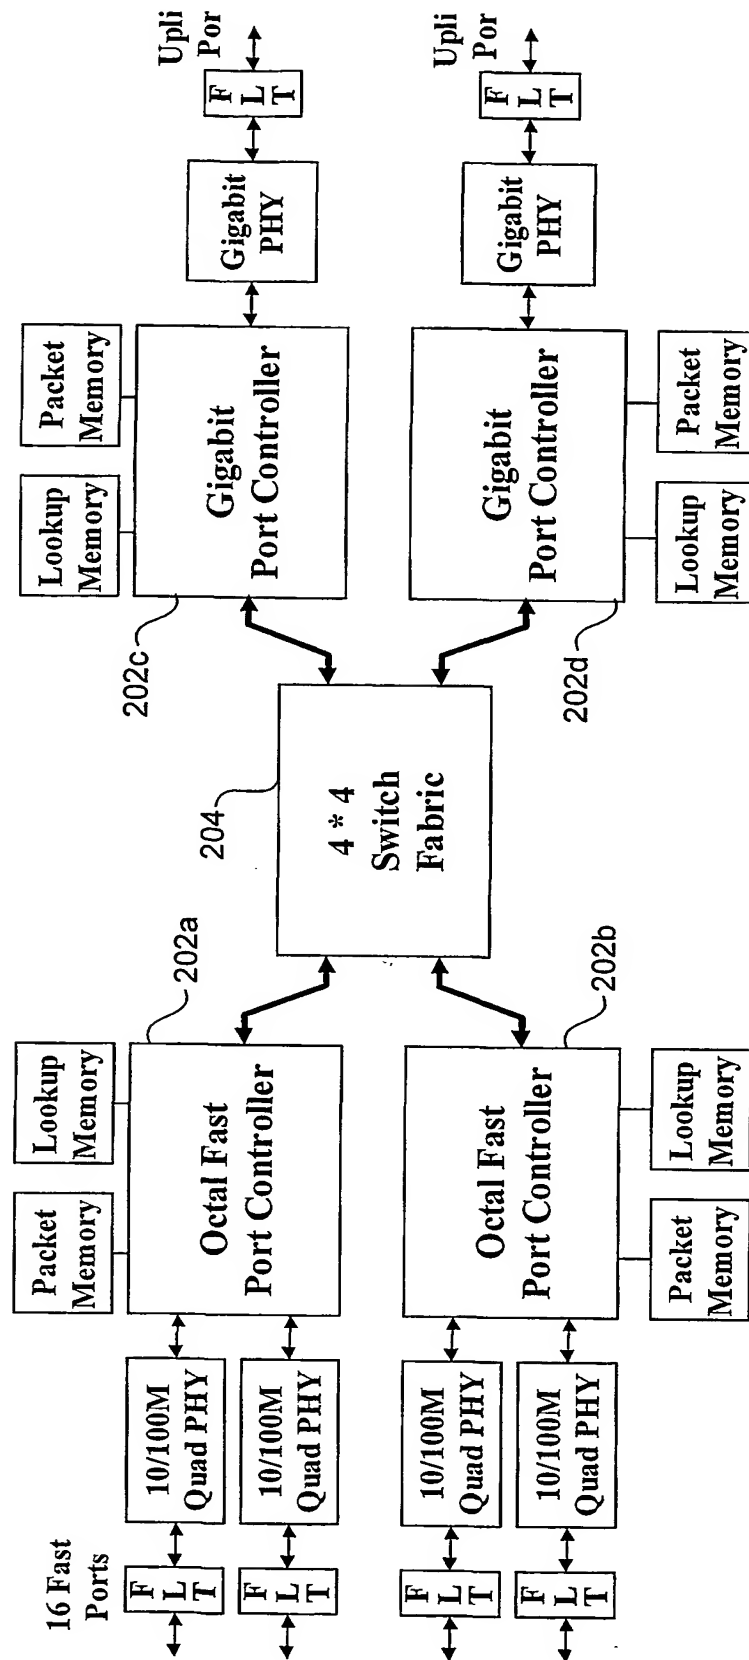 16 Fast
Ports
F
L
T
10/100M
Quad PHY
F
L
T
10/100M
Quad PHY
Packet
Memory
Lookup
Memory
Octal Fast
Port Controller
202a
F
L
T
10/100M
Quad PHY
F
L
T
10/100M
Quad PHY
Octal Fast
Port Controller
202b
Packet
Memory
Lookup
Memory
204
4 * 4
Switch
Fabric
202c
Lookup
Memory
Packet
Memory
Gigabit
Port Controller
Gigabit
PHY
F
L
T
Upli
Por
202d
Gigabit
Port Controller
Lookup
Memory
Packet
Memory
Gigabit
PHY
F
L
T
Upli
Por